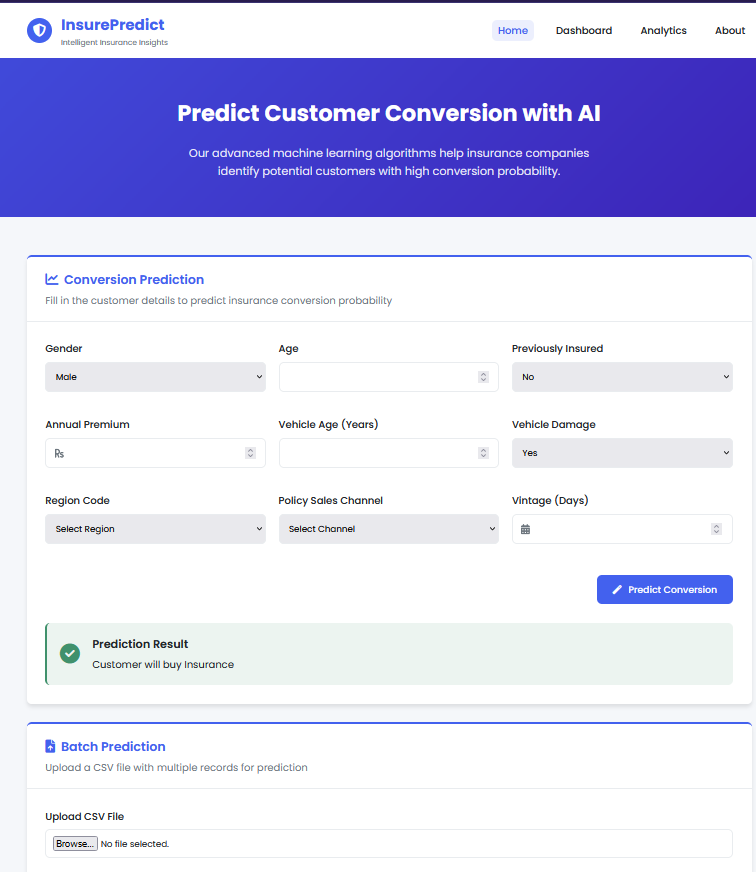 InsurePredict
Intelligent Insurance Insights
Home Dashboard Analytics About
Predict Customer Conversion with AI
Our advanced machine learning algorithms help insurance companies
identify potential customers with high conversion probability.
Conversion Prediction
Fill in the customer details to predict insurance conversion probability
Gender Age Previously Insured
Male No
Annual Premium Vehicle Age (Years) Vehicle Damage
₨ Yes
Region Code Policy Sales Channel Vintage (Days)
Select Region Select Channel
Predict Conversion
Prediction Result
Customer will buy Insurance
Batch Prediction
Upload a CSV file with multiple records for prediction
Upload CSV File
Browse... No file selected.